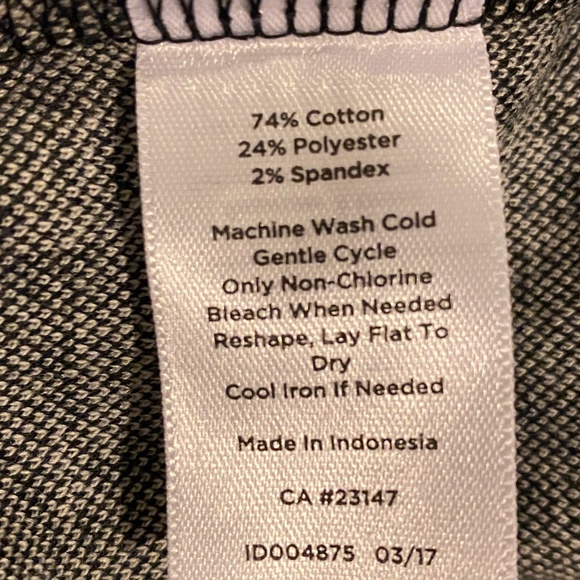 74% Cotton
24% Polyester
2% Spandex
Machine Wash Cold
Gentle Cycle
Only Non-Chlorine
Bleach When Needed
Reshape, Lay Flat To
Dry
Cool Iron If Needed
Made In Indonesia
CA #23147
ID004875 03/17